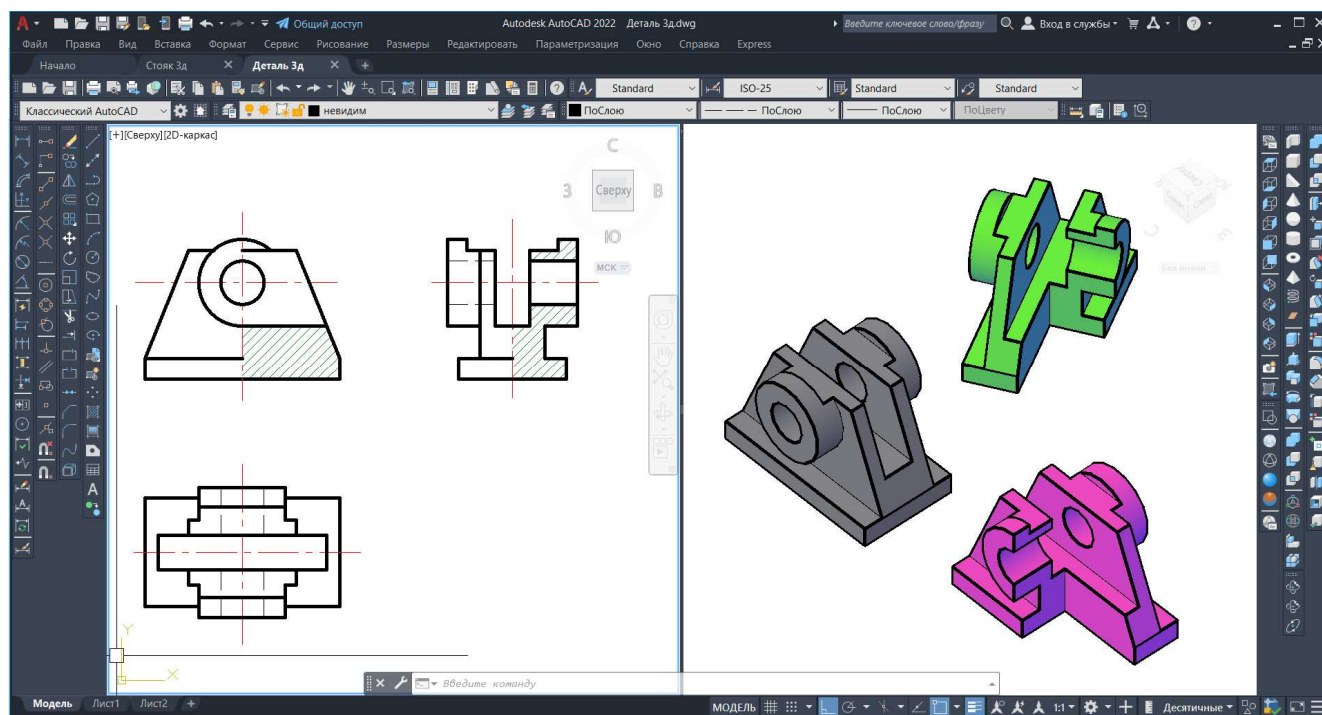 A Общий доступ Autodesk AutoCAD 2022 Деталь 3д.dwg Введите ключевое слово/фразу Вход в службы
Файл Правка Вид Вставка Формат Сервис Рисование Размеры Редактировать Параметризация Окно Справка Express
Начало Стояк 3д Деталь 3д
Standard ISO-25 Standard Standard
Классический AutoCAD невидим ПоСлою ПоСлою ПоСлою ПоЦвету
[+][Сверху][2D-каркас]
С
З Сверху В
Ю
МСК
Y
X
A
Введите команду
Модель Лист1 Лист2 + МОДЕЛЬ 1:1 Десятичные